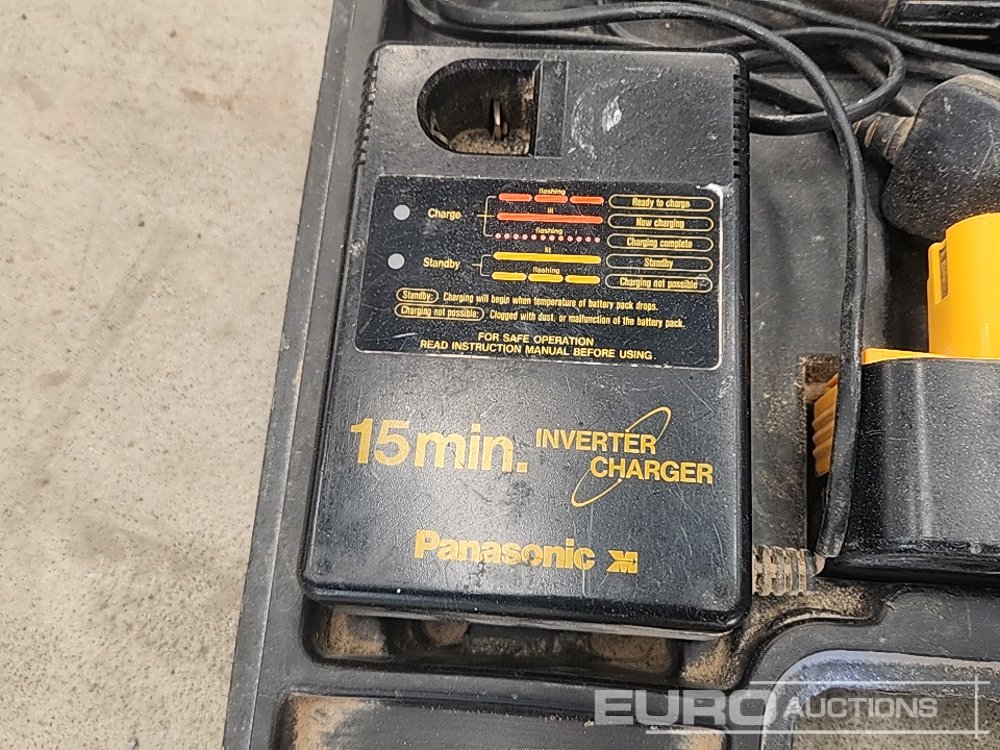 flashing
Ready to charge
Charge
lit
Now charging
flashing
Charging complete
lit
Standby
Standby
flashing
Charging not possible
Standby: Charging will begin when temperature of battery pack drops.
Charging not possible: Clogged with dust, or malfunction of the battery pack.
FOR SAFE OPERATION
READ INSTRUCTION MANUAL BEFORE USING.
15min. INVERTER
CHARGER
Panasonic
EURO AUCTIONS